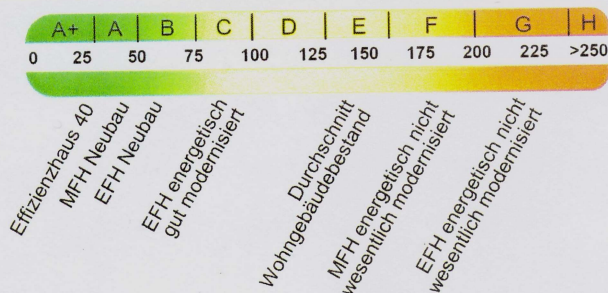 A+ A B C D E F G H
0 25 50 75 100 125 150 175 200 225 >250
Effizienzhaus 40
MFH Neubau
EFH Neubau
EFH energetisch
gut modernisiert
Durchschnitt
Wohngebäudebestand
MFH energetisch nicht
wesentlich modernisiert
EFH energetisch nicht
wesentlich modernisiert